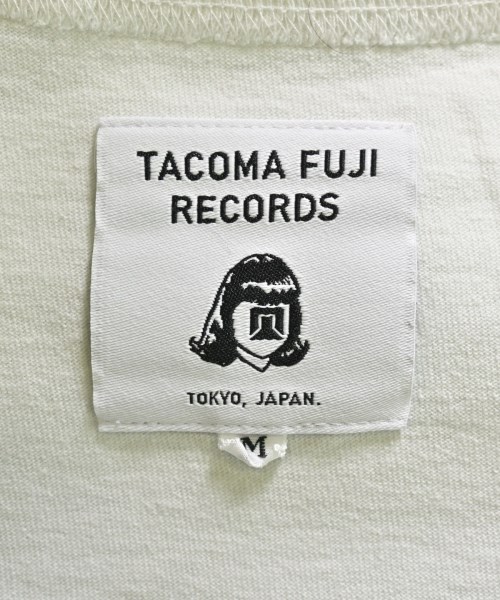 TACOMA FUJI
RECORDS
TOKYO, JAPAN.
M